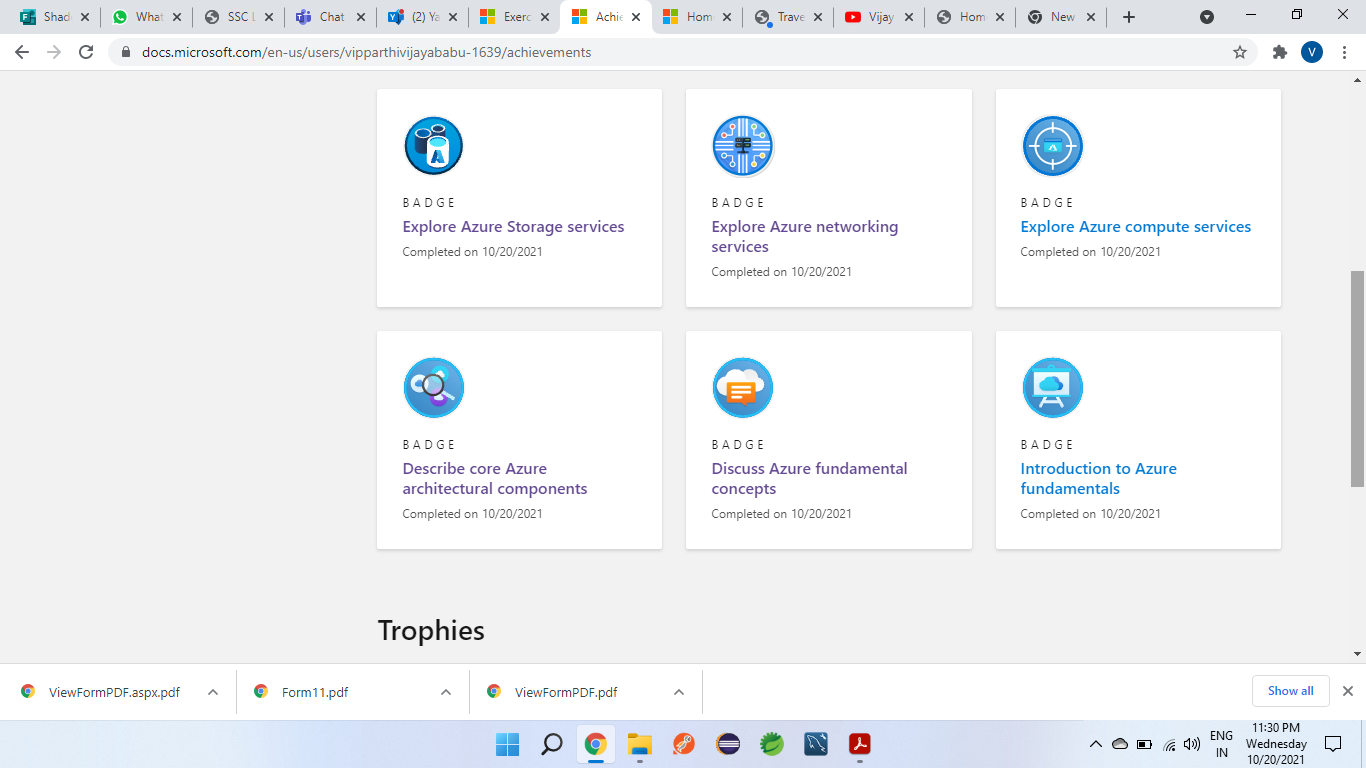 Shad
What
SSC L
Chat
(2) Ya
Exerc
Achie
Hom
Trave
Vijay
Hom
New
docs.microsoft.com/en-us/users/vipparthivijayababu-1639/achievements
V
BADGE
Explore Azure Storage services
Completed on 10/20/2021
BADGE
Explore Azure networking
services
Completed on 10/20/2021
BADGE
Explore Azure compute services
Completed on 10/20/2021
BADGE
Describe core Azure
architectural components
Completed on 10/20/2021
BADGE
Discuss Azure fundamental
concepts
Completed on 10/20/2021
BADGE
Introduction to Azure
fundamentals
Completed on 10/20/2021
Trophies
ViewFormPDF.aspx.pdf
Form11.pdf
ViewFormPDF.pdf
Show all
ENG
IN
11:30 PM
Wednesday
10/20/2021